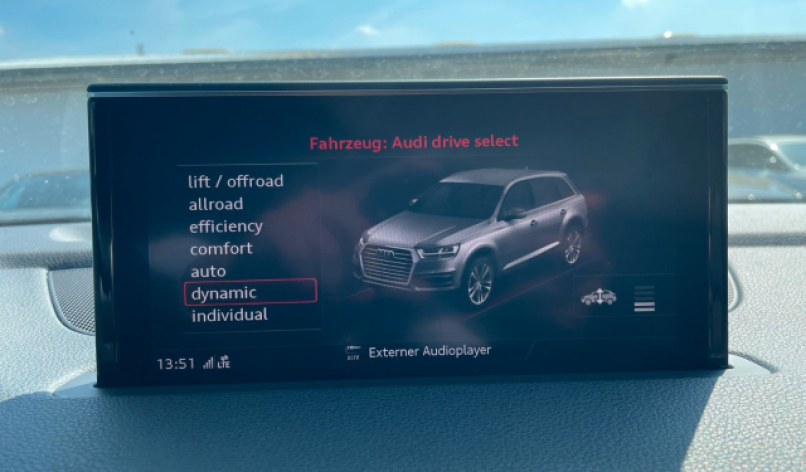 Fahrzeug: Audi drive select
lift / offroad
allroad
efficiency
comfort
auto
dynamic
individual
13:51 LTE
Externer Audioplayer